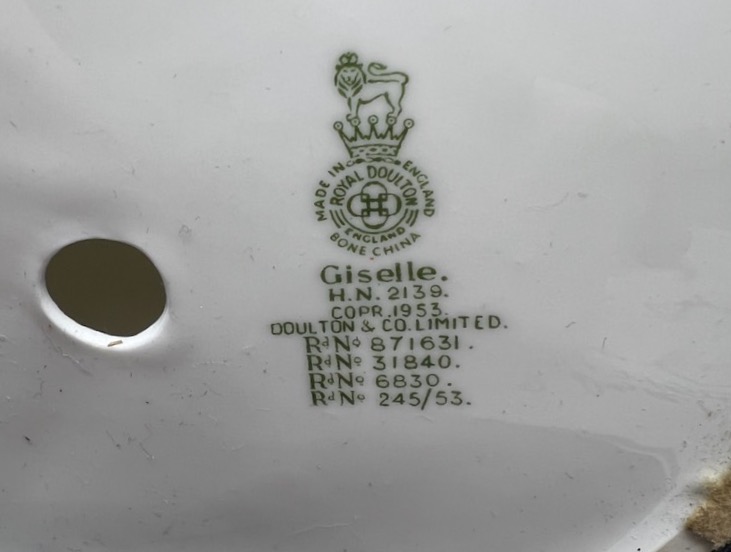 MADE IN ENGLAND
ROYAL DOULTON
ENGLAND
BONE CHINA
Giselle.
H.N. 2139.
COPR. 1953.
DOULTON & CO. LIMITED.
Rd No 871631.
Rd No 31840.
Rd No 6830.
Rd No 245/53.